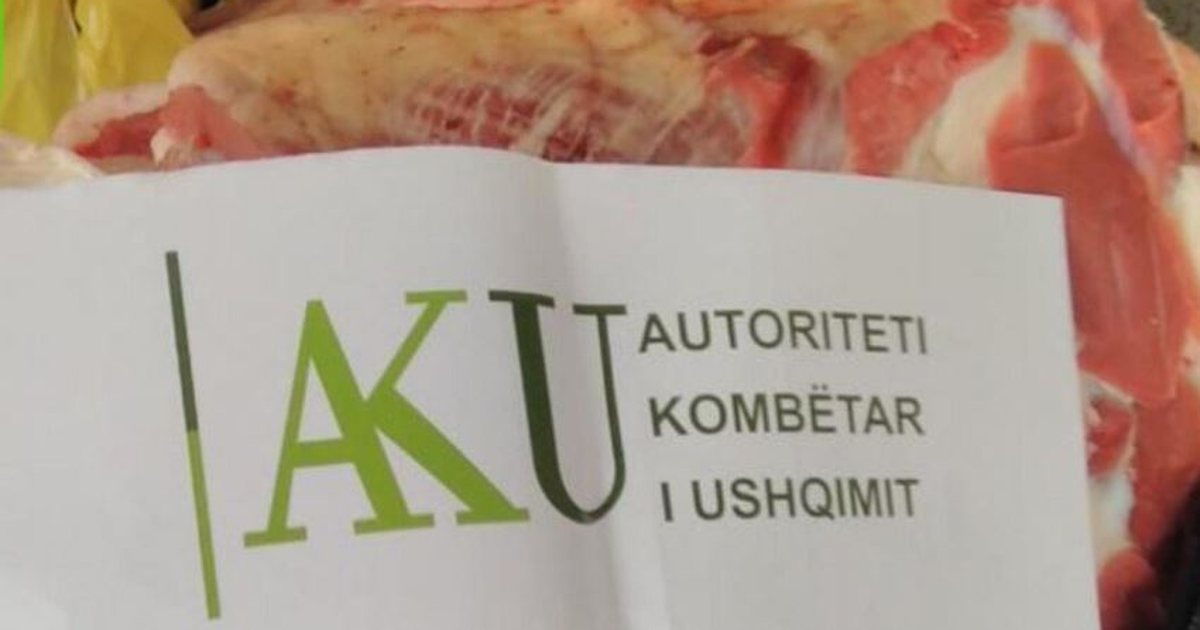 AKU
AUTORITETI
KOMBËTAR
I USHQIMIT